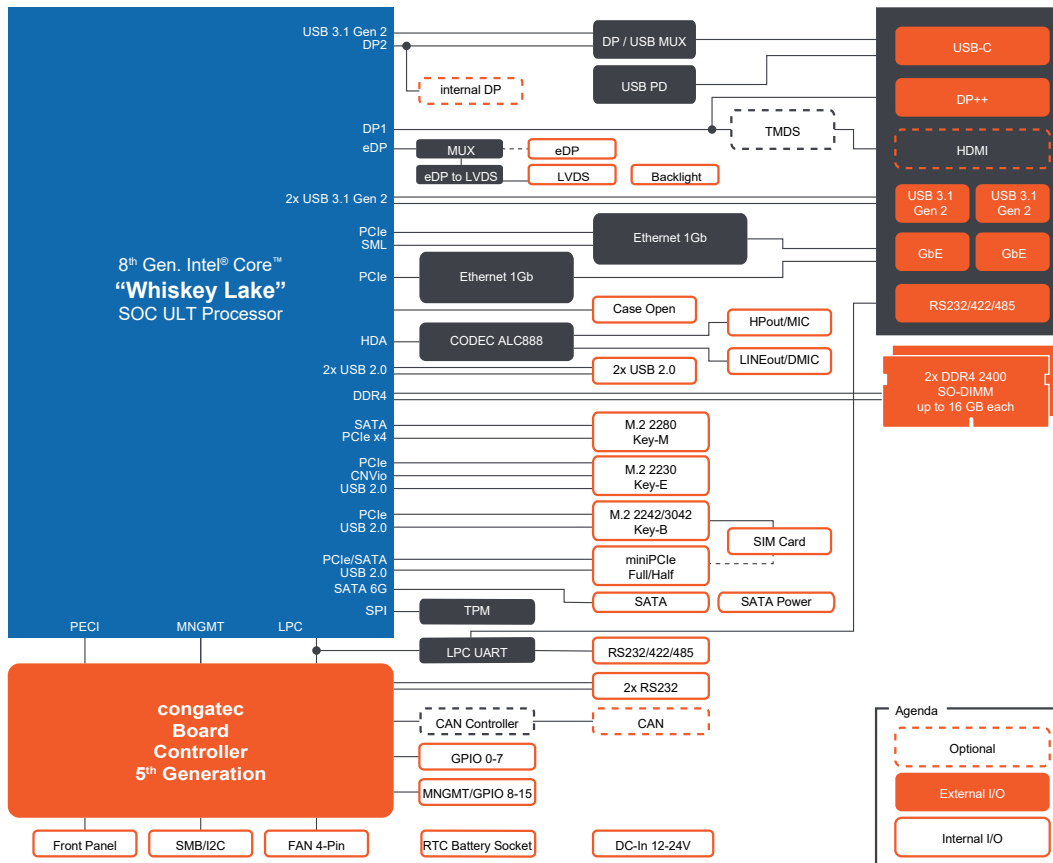 USB 3.1 Gen 2
DP2
DP / USB MUX
USB-C
USB PD
internal DP
DP++
DP1
TMDS
eDP
MUX
eDP
HDMI
eDP to LVDS
LVDS
Backlight
2x USB 3.1 Gen 2
USB 3.1
Gen 2
USB 3.1
Gen 2
PCIe
SML
Ethernet 1Gb
GbE
GbE
8th Gen. Intel® Core™
“Whiskey Lake”
SOC ULT Processor
PCIe
Ethernet 1Gb
RS232/422/485
Case Open
HPout/MIC
HDA
CODEC ALC888
LINEout/DMIC
2x USB 2.0
2x USB 2.0
DDR4
2x DDR4 2400
SO-DIMM
up to 16 GB each
SATA
PCIe x4
M.2 2280
Key-M
PCIe
CNVio
USB 2.0
M.2 2230
Key-E
PCIe
USB 2.0
M.2 2242/3042
Key-B
SIM Card
PCIe/SATA
USB 2.0
miniPCIe
Full/Half
SATA 6G
SATA
SATA Power
SPI
TPM
PECI
MNGMT
LPC
LPC UART
RS232/422/485
2x RS232
congatec
Board
Controller
5th Generation
CAN Controller
CAN
GPIO 0-7
MNGMT/GPIO 8-15
Front Panel
SMB/I2C
FAN 4-Pin
RTC Battery Socket
DC-In 12-24V
Agenda
Optional
External I/O
Internal I/O